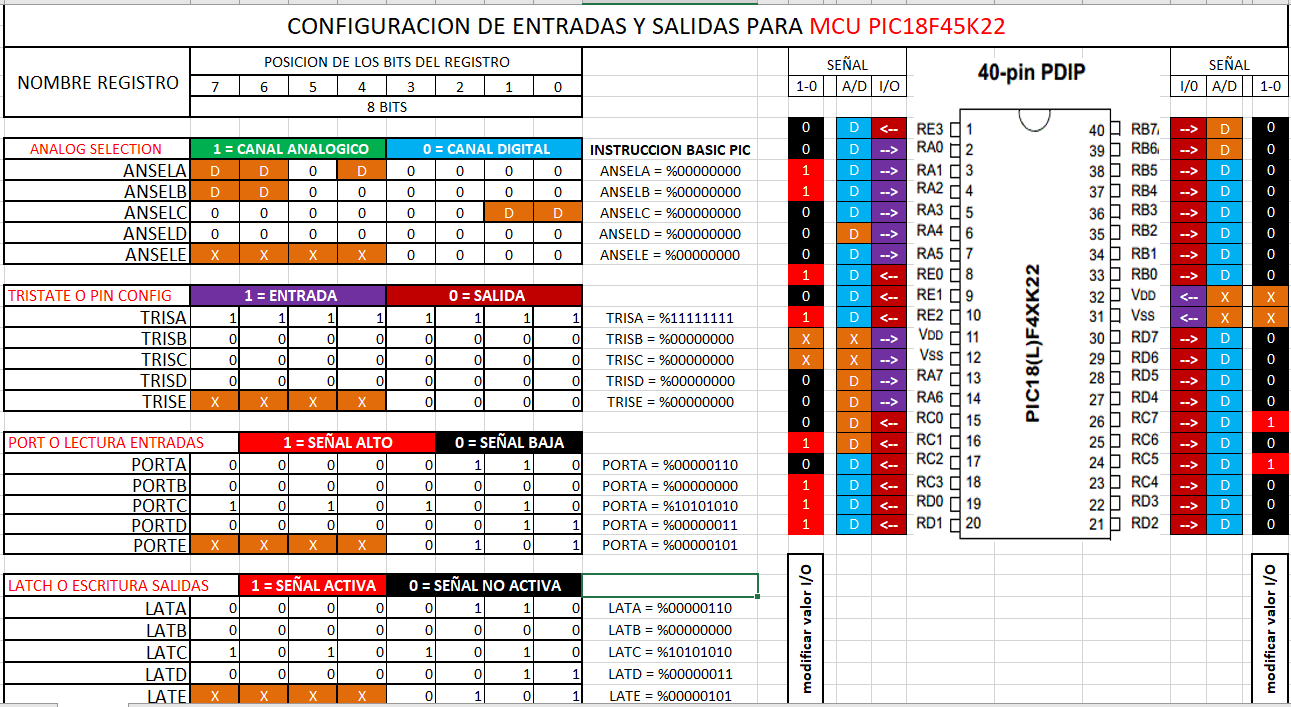 CONFIGURACION DE ENTRADAS Y SALIDAS PARA MCU PIC18F45K22
NOMBRE REGISTRO
POSICION DE LOS BITS DEL REGISTRO
7 6 5 4 3 2 1 0
8 BITS
ANALOG SELECTION 1 = CANAL ANALOGICO 0 = CANAL DIGITAL INSTRUCCION BASIC PIC
ANSELA D D 0 D 0 0 0 0 ANSELA = %00000000
ANSELB D D 0 0 0 0 0 0 ANSELB = %00000000
ANSELC 0 0 0 0 0 0 D D ANSELC = %00000000
ANSELD 0 0 0 0 0 0 0 0 ANSELD = %00000000
ANSELE X X X X 0 0 0 0 ANSELE = %00000000
TRISTATE O PIN CONFIG 1 = ENTRADA 0 = SALIDA
TRISA 1 1 1 1 1 1 1 1 TRISA = %11111111
TRISB 0 0 0 0 0 0 0 0 TRISB = %00000000
TRISC 0 0 0 0 0 0 0 0 TRISC = %00000000
TRISD 0 0 0 0 0 0 0 0 TRISD = %00000000
TRISE X X X X 0 0 0 0 TRISE = %00000000
PORT O LECTURA ENTRADAS 1 = SEÑAL ALTO 0 = SEÑAL BAJA
PORTA 0 0 0 0 0 1 1 0 PORTA = %00000110
PORTB 0 0 0 0 0 0 0 0 PORTA = %00000000
PORTC 1 0 1 0 1 0 1 0 PORTA = %10101010
PORTD 0 0 0 0 0 0 1 1 PORTA = %00000011
PORTE X X X X 0 1 0 1 PORTA = %00000101
LATCH O ESCRITURA SALIDAS 1 = SEÑAL ACTIVA 0 = SEÑAL NO ACTIVA
LATA 0 0 0 0 0 1 1 0 LATA = %00000110
LATB 0 0 0 0 0 0 0 0 LATB = %00000000
LATC 1 0 1 0 1 0 1 0 LATC = %10101010
LATD 0 0 0 0 0 0 1 1 LATD = %00000011
LATE X X X X 0 1 0 1 LATE = %00000101
SEÑAL 40-pin PDIP SEÑAL
1-0 A/D I/O I/0 A/D 1-0
0 D <-- RE3 1 40 RB7/ --> D 0
0 D --> RA0 2 39 RB6/ --> D 0
1 D --> RA1 3 38 RB5 --> D 0
1 D --> RA2 4 37 RB4 --> D 0
0 D --> RA3 5 36 RB3 --> D 0
0 D --> RA4 6 35 RB2 --> D 0
0 D --> RA5 7 34 RB1 --> D 0
1 D <-- RE0 8 33 RB0 --> D 0
0 D <-- RE1 9 32 VDD <-- X X
1 D <-- RE2 10 31 VSS <-- X X
X X --> VDD 11 30 RD7 --> D 0
X X --> VSS 12 29 RD6 --> D 0
0 D --> RA7 13 28 RD5 --> D 0
0 D --> RA6 14 27 RD4 --> D 0
0 D <-- RC0 15 26 RC7 --> D 1
1 D <-- RC1 16 25 RC6 --> D 0
0 D <-- RC2 17 24 RC5 --> D 1
1 D <-- RC3 18 23 RC4 --> D 0
1 D <-- RD0 19 22 RD3 --> D 0
1 D <-- RD1 20 21 RD2 --> D 0
PIC18(L)F4XK22
modificar valor I/O
modificar valor I/O